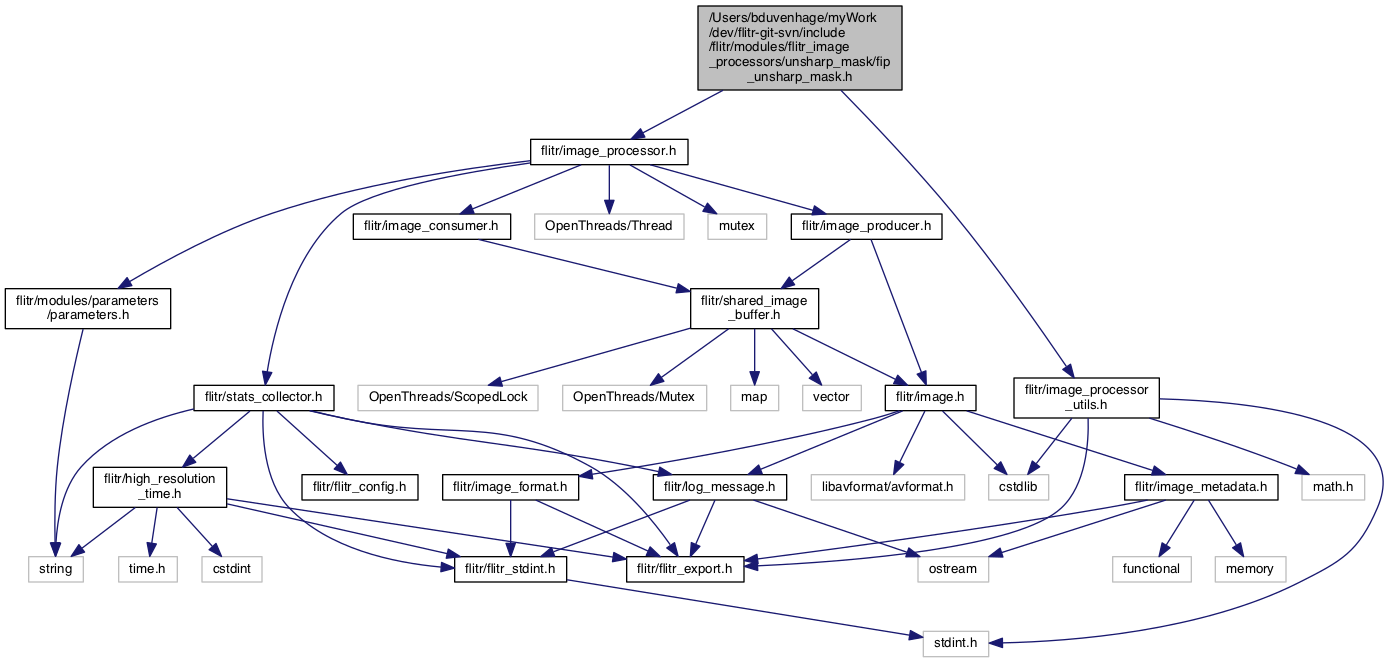 /Users/bduvenhage/myWork
/dev/flitr-git-svn/include
/flitr/modules/flitr_image
_processors/unsharp_mask/fip
_unsharp_mask.h
flitr/image_processor.h
flitr/image_consumer.h
OpenThreads/Thread
mutex
flitr/image_producer.h
flitr/modules/parameters
/parameters.h
flitr/shared_image
_buffer.h
flitr/stats_collector.h
OpenThreads/ScopedLock
OpenThreads/Mutex
map
vector
flitr/image.h
flitr/image_processor
_utils.h
flitr/high_resolution
_time.h
flitr/flitr_config.h
flitr/image_format.h
flitr/log_message.h
libavformat/avformat.h
cstdlib
flitr/image_metadata.h
math.h
string
time.h
cstdint
flitr/flitr_stdint.h
flitr/flitr_export.h
ostream
functional
memory
stdint.h